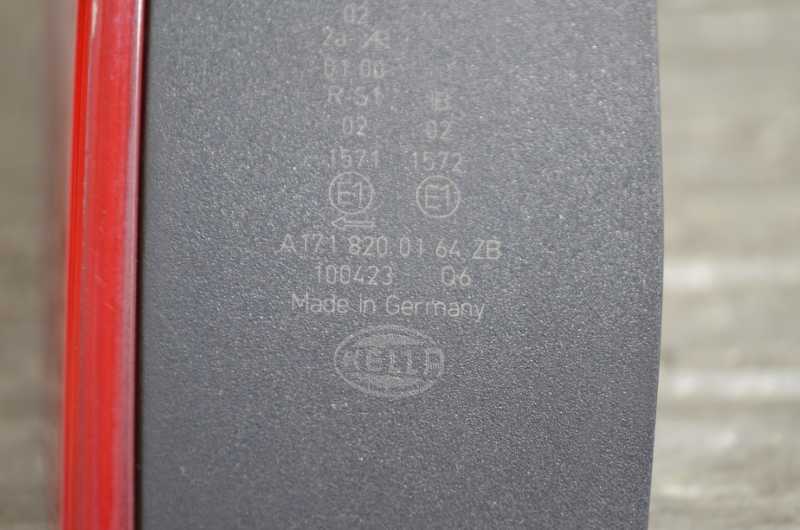 02
01 00
R-S1 IB
02 02
1571 1572
E1 E1
A171 820 01 64 ZB
100423 Q6
Made in Germany
HELLA